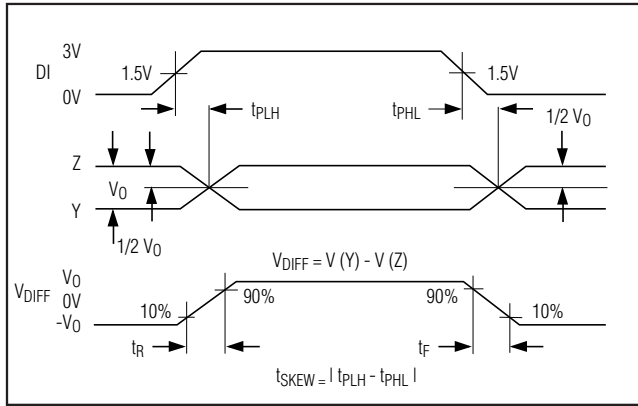 3V
DI
1.5V
1.5V
0V
tPLH
tPHL
1/2 VO
Z
VO
Y
1/2 VO
VDIFF = V (Y) - V (Z)
VO
VDIFF
0V
-VO
10%
90%
90%
10%
tR
tF
tSKEW = | tPLH - tPHL |